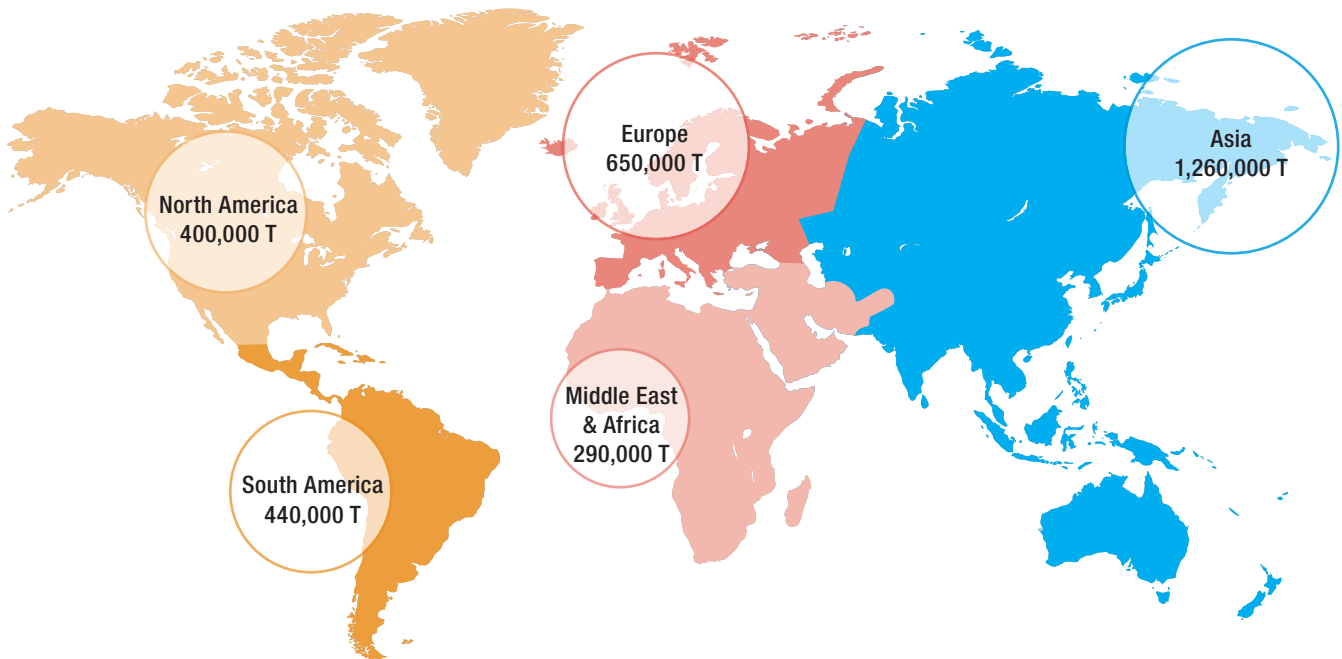 North America
400,000 T
Europe
650,000 T
Asia
1,260,000 T
South America
440,000 T
Middle East
& Africa
290,000 T